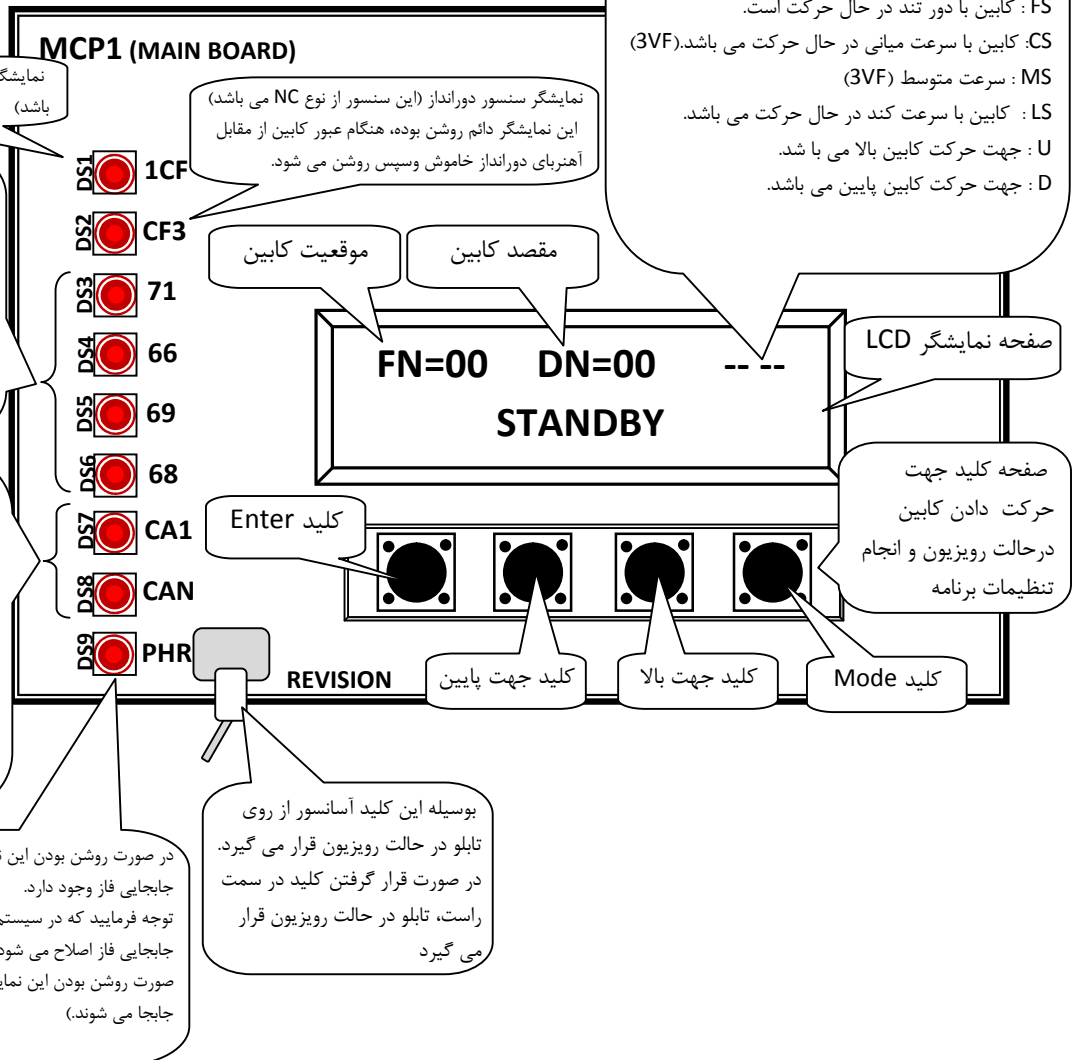 FS : کابین با دور تند در حال حرکت است.
CS: کابین با سرعت میانی در حال حرکت می باشد.(3VF)
MS : سرعت متوسط (3VF)
LS : کابین با سرعت کند در حال حرکت می باشد.
U : جهت حرکت کابین بالا می با شد.
D : جهت حرکت کابین پایین می باشد.
MCP1 (MAIN BOARD)
باشد)
نمایشگر سنسور دورانداز (این سنسور از نوع NC می باشد)
این نمایشگر دائم روشن بوده، هنگام عبور کابین از مقابل
آهنربای دورانداز خاموش وسپس روشن می شود.
DS1 1CF
DS2 CF3
DS3 71
DS4 66
DS5 69
DS6 68
DS7 CA1
DS8 CAN
DS9 PHR
موقعیت کابین
مقصد کابین
صفحه نمایشگر LCD
FN=00 DN=00 -- --
STANDBY
صفحه کلید جهت
حرکت دادن کابین
درحالت رویزیون و انجام
تنظیمات برنامه
کلید Enter
کلید جهت پایین
کلید جهت بالا
کلید Mode
REVISION
بوسیله این کلید آسانسور از روی
تابلو در حالت رویزیون قرار می گیرد.
در صورت قرار گرفتن کلید در سمت
راست، تابلو در حالت رویزیون قرار
می گیرد
در صورت روشن بودن این
جابجایی فاز وجود دارد.
توجه فرمایید که در سیستم
جابجایی فاز اصلاح می شود
صورت روشن بودن این
جابجا می شوند.)